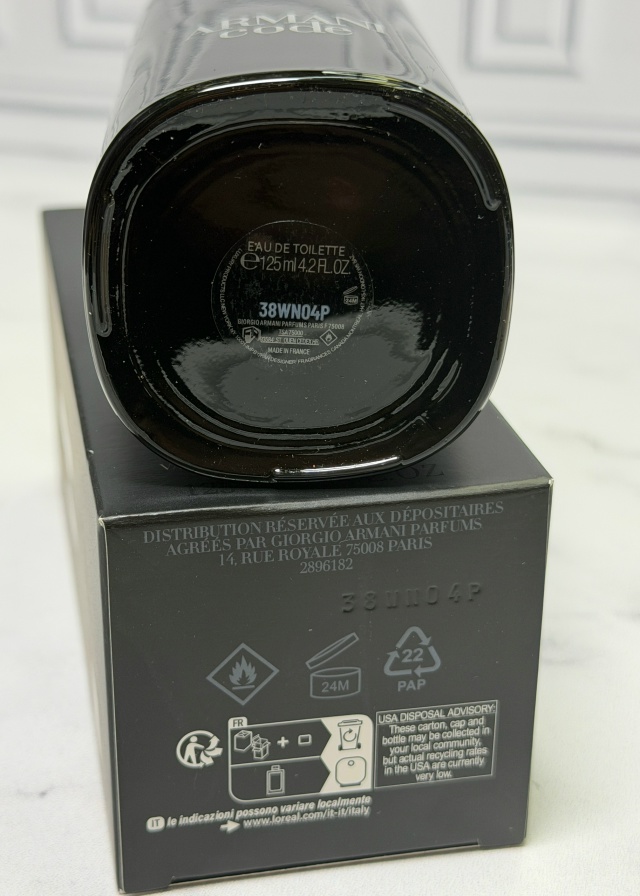 ARMANI
code
EAU DE TOILETTE
℮125 ml 4.2 FL.OZ.
24M
38WN04P
GIORGIO ARMANI PARFUMS PARIS F 75008
MADE IN FRANCE
DISTRIBUTION RÉSERVÉE AUX DÉPOSITAIRES
AGRÉÉS PAR GIORGIO ARMANI PARFUMS
14, RUE ROYALE 75008 PARIS
2896182
38WN04P
24M
22
PAP
FR
+
USA DISPOSAL ADVISORY:
These carton, cap and
bottle may be collected in
your local community,
but actual recycling rates
in the USA are currently
very low.
IT le indicazioni possono variare localmente
www.loreal.com/it-it/italy